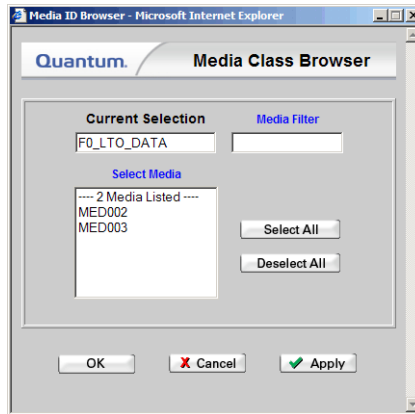 Media ID Browser - Microsoft Internet Explorer
Quantum. Media Class Browser
Current Selection Media Filter
F0_LTO_DATA
Select Media
---- 2 Media Listed ----
MED002
MED003
Select All
Deselect All
OK Cancel Apply